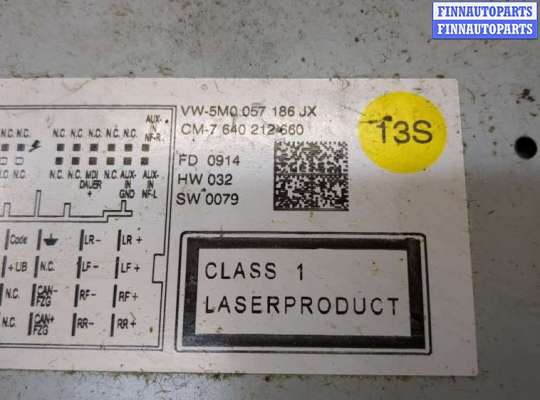 FINNAUTOPARTS
FINNAUTOPARTS
FINNAUTOPARTS
VW-5M0 057 186 JX
CM-7 640 212 660
13S
FD 0914
HW 032
SW 0079
N.C. N.C. N.C. N.C. N.C. N.C. N.C. AUX-IN NF-R
N.C. N.C. N.C. N.C. MDI DAUER + N.C. AUX-IN GND AUX-IN NF-L
Code LR- LR+
+UB N.C. LF- LF+
N.C. CAN- FZG RF- RF+
N.C. CAN+ FZG RR- RR+
CLASS 1
LASERPRODUCT